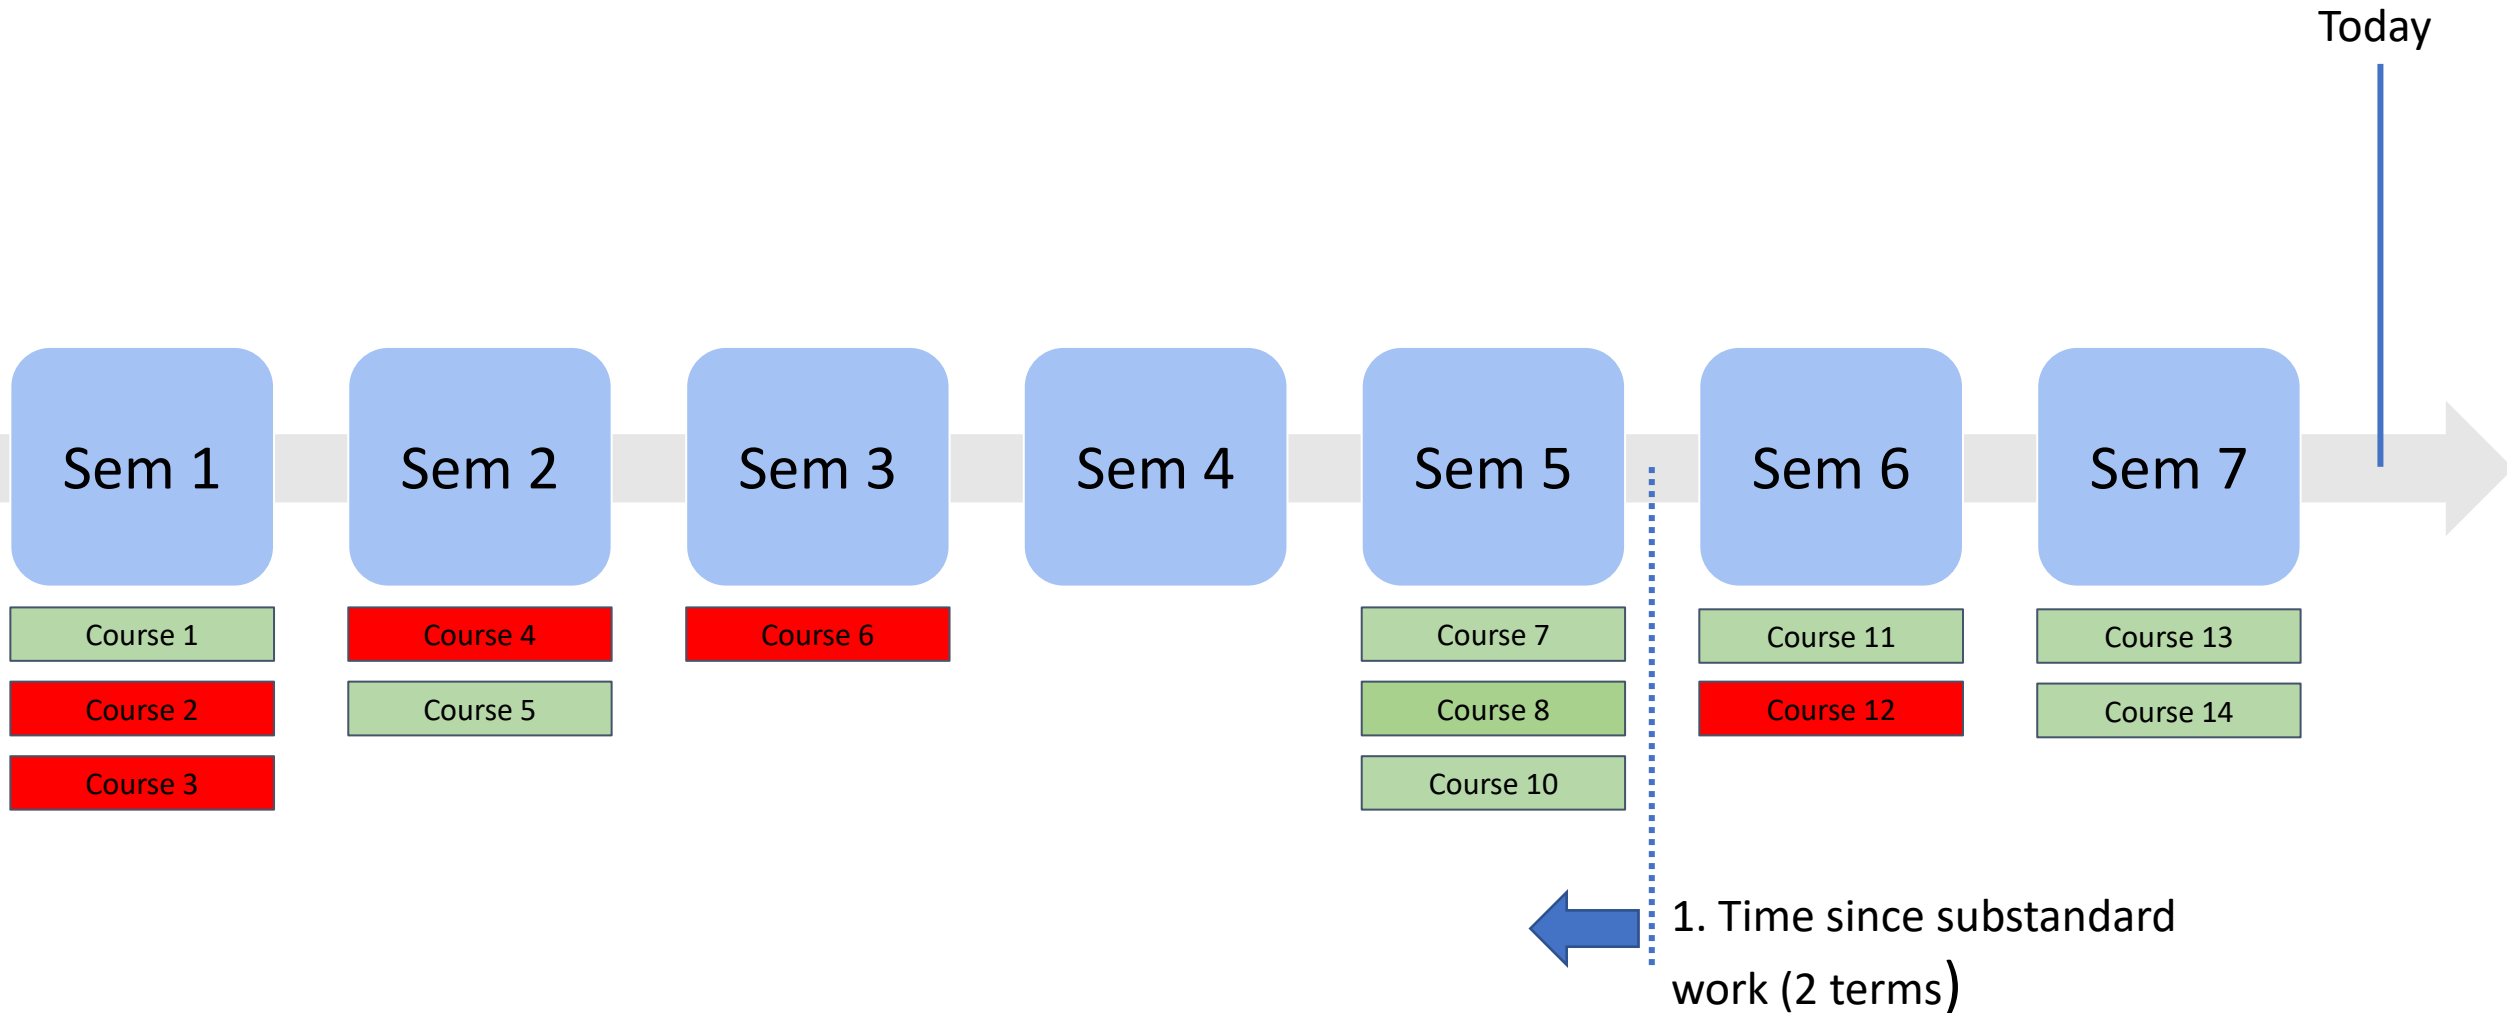 Today
Sem 1
Sem 2
Sem 3
Sem 4
Sem 5
Sem 6
Sem 7
Course 1
Course 4
Course 6
Course 7
Course 11
Course 13
Course 2
Course 5
Course 8
Course 12
Course 14
Course 3
Course 10
1. Time since substandard
work (2 terms)